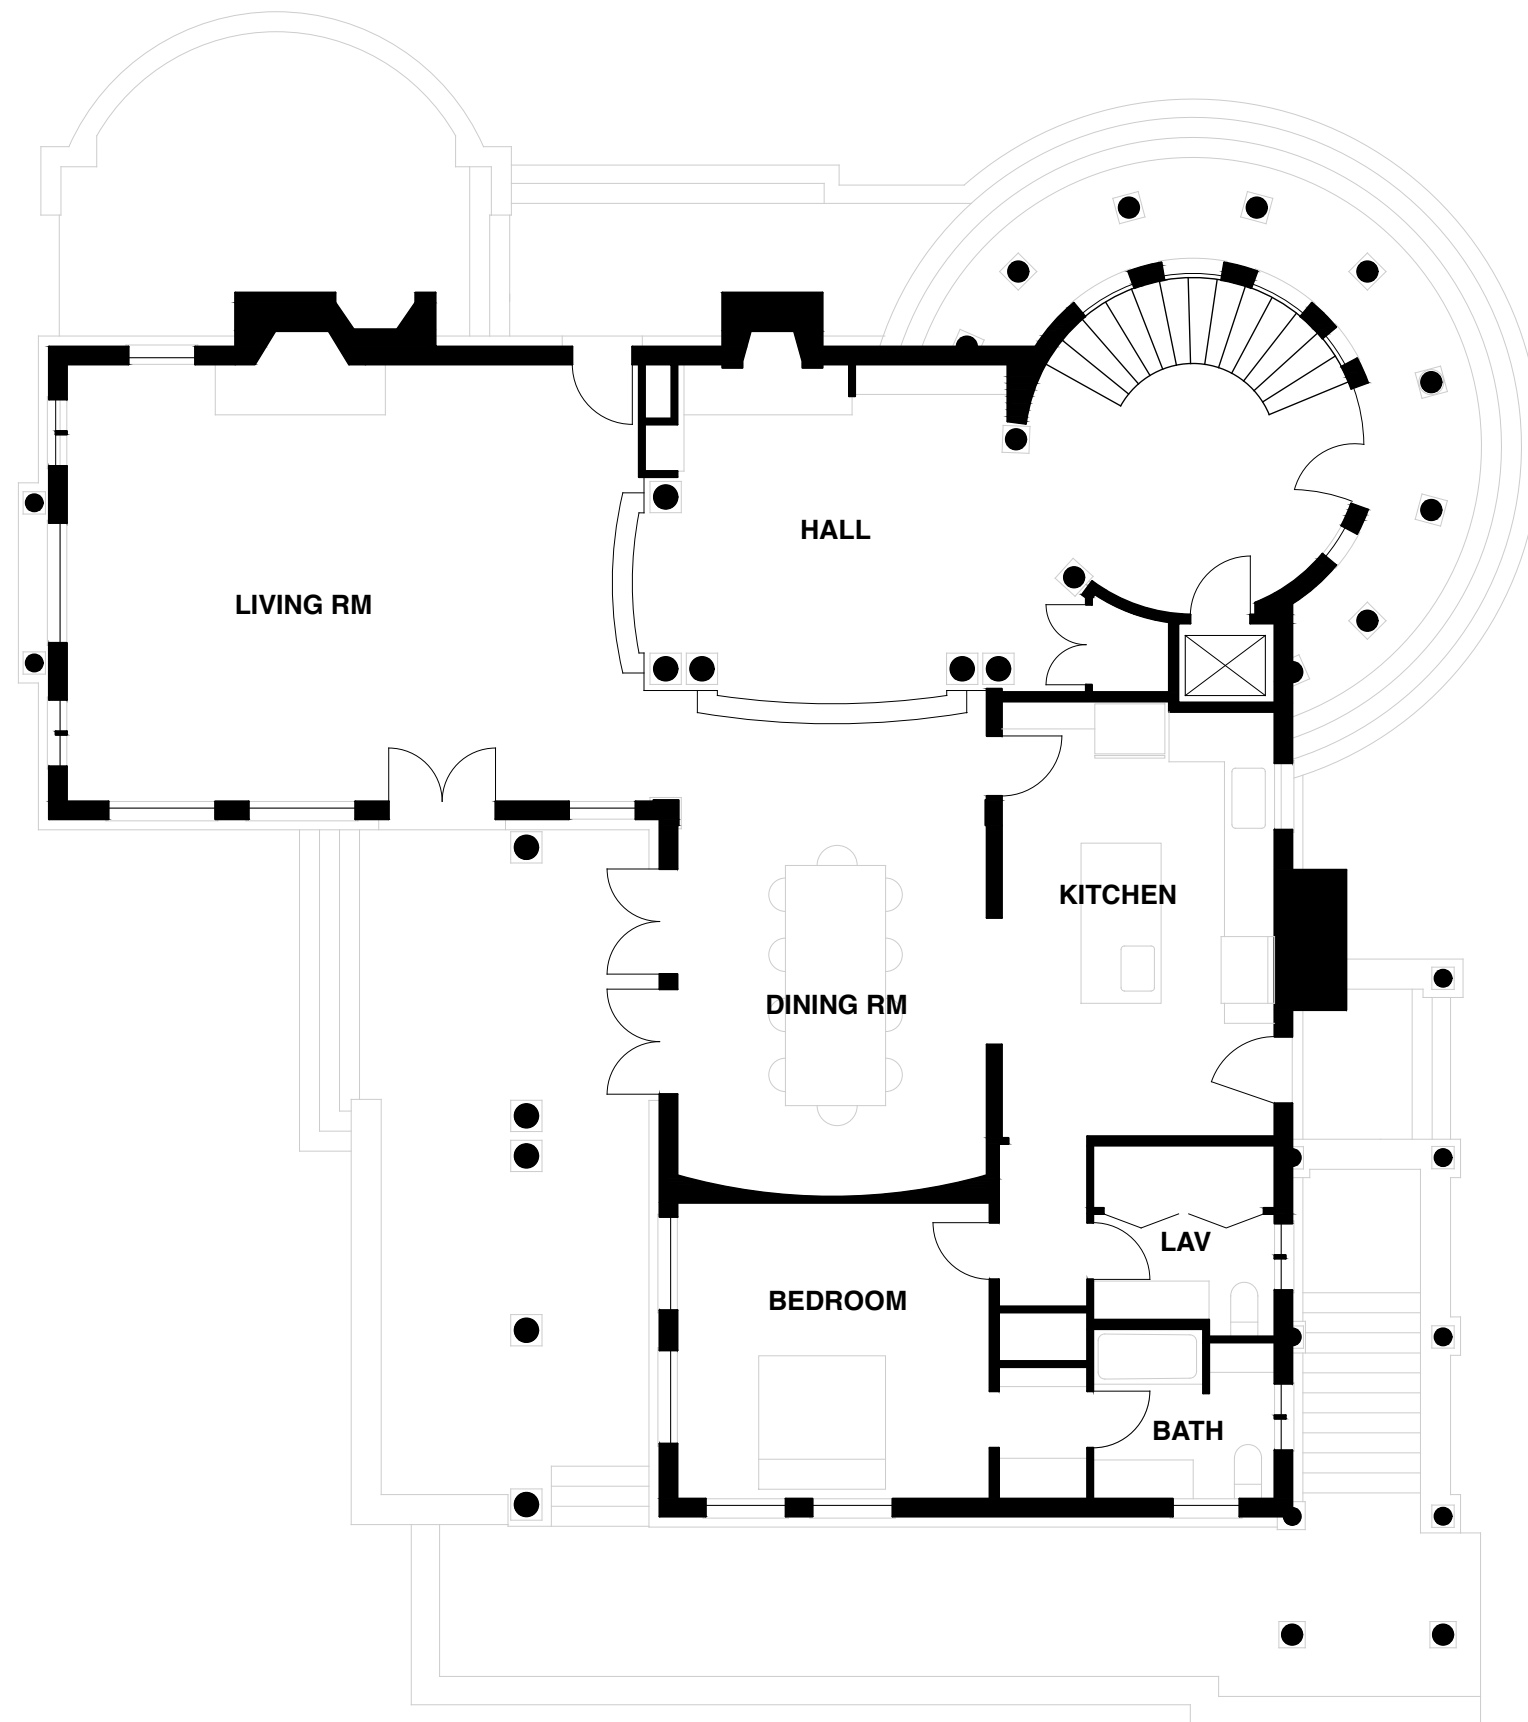 HALL
LIVING RM
KITCHEN
DINING RM
LAV
BEDROOM
BATH